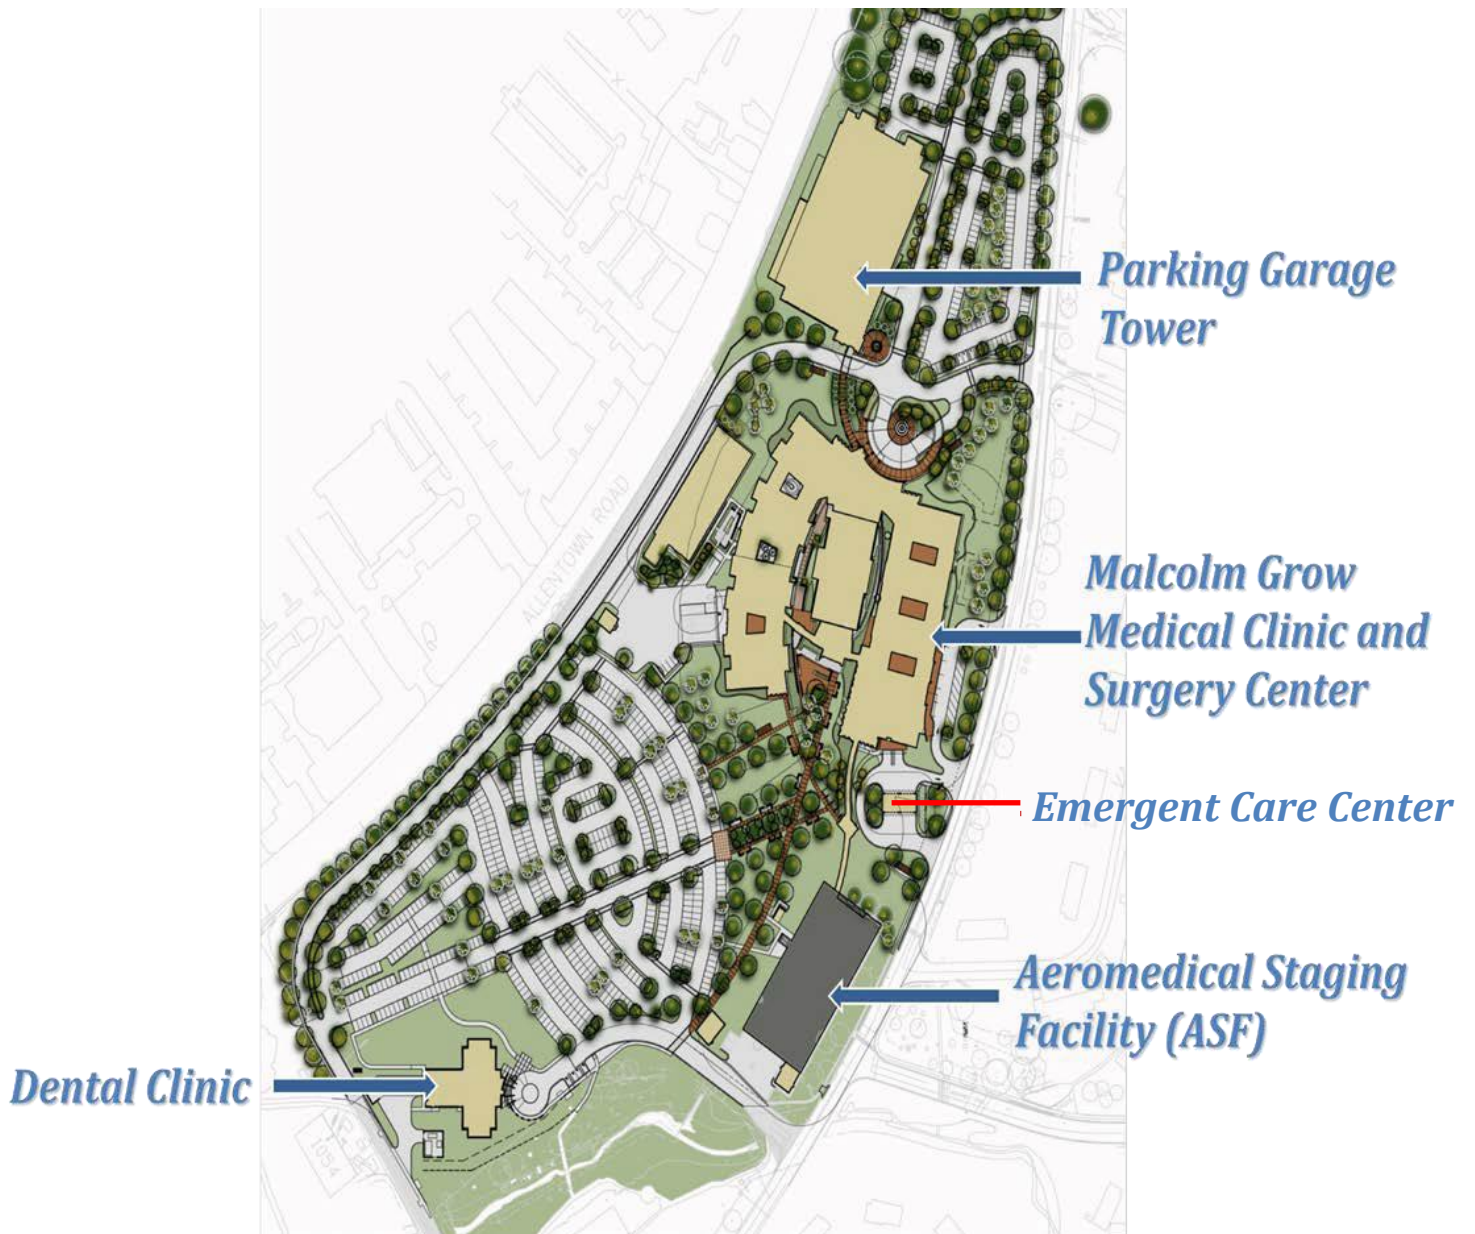 Parking Garage
Tower
ALLENTOWN ROAD
Malcolm Grow
Medical Clinic and
Surgery Center
Emergent Care Center
Aeromedical Staging
Facility (ASF)
Dental Clinic
1054